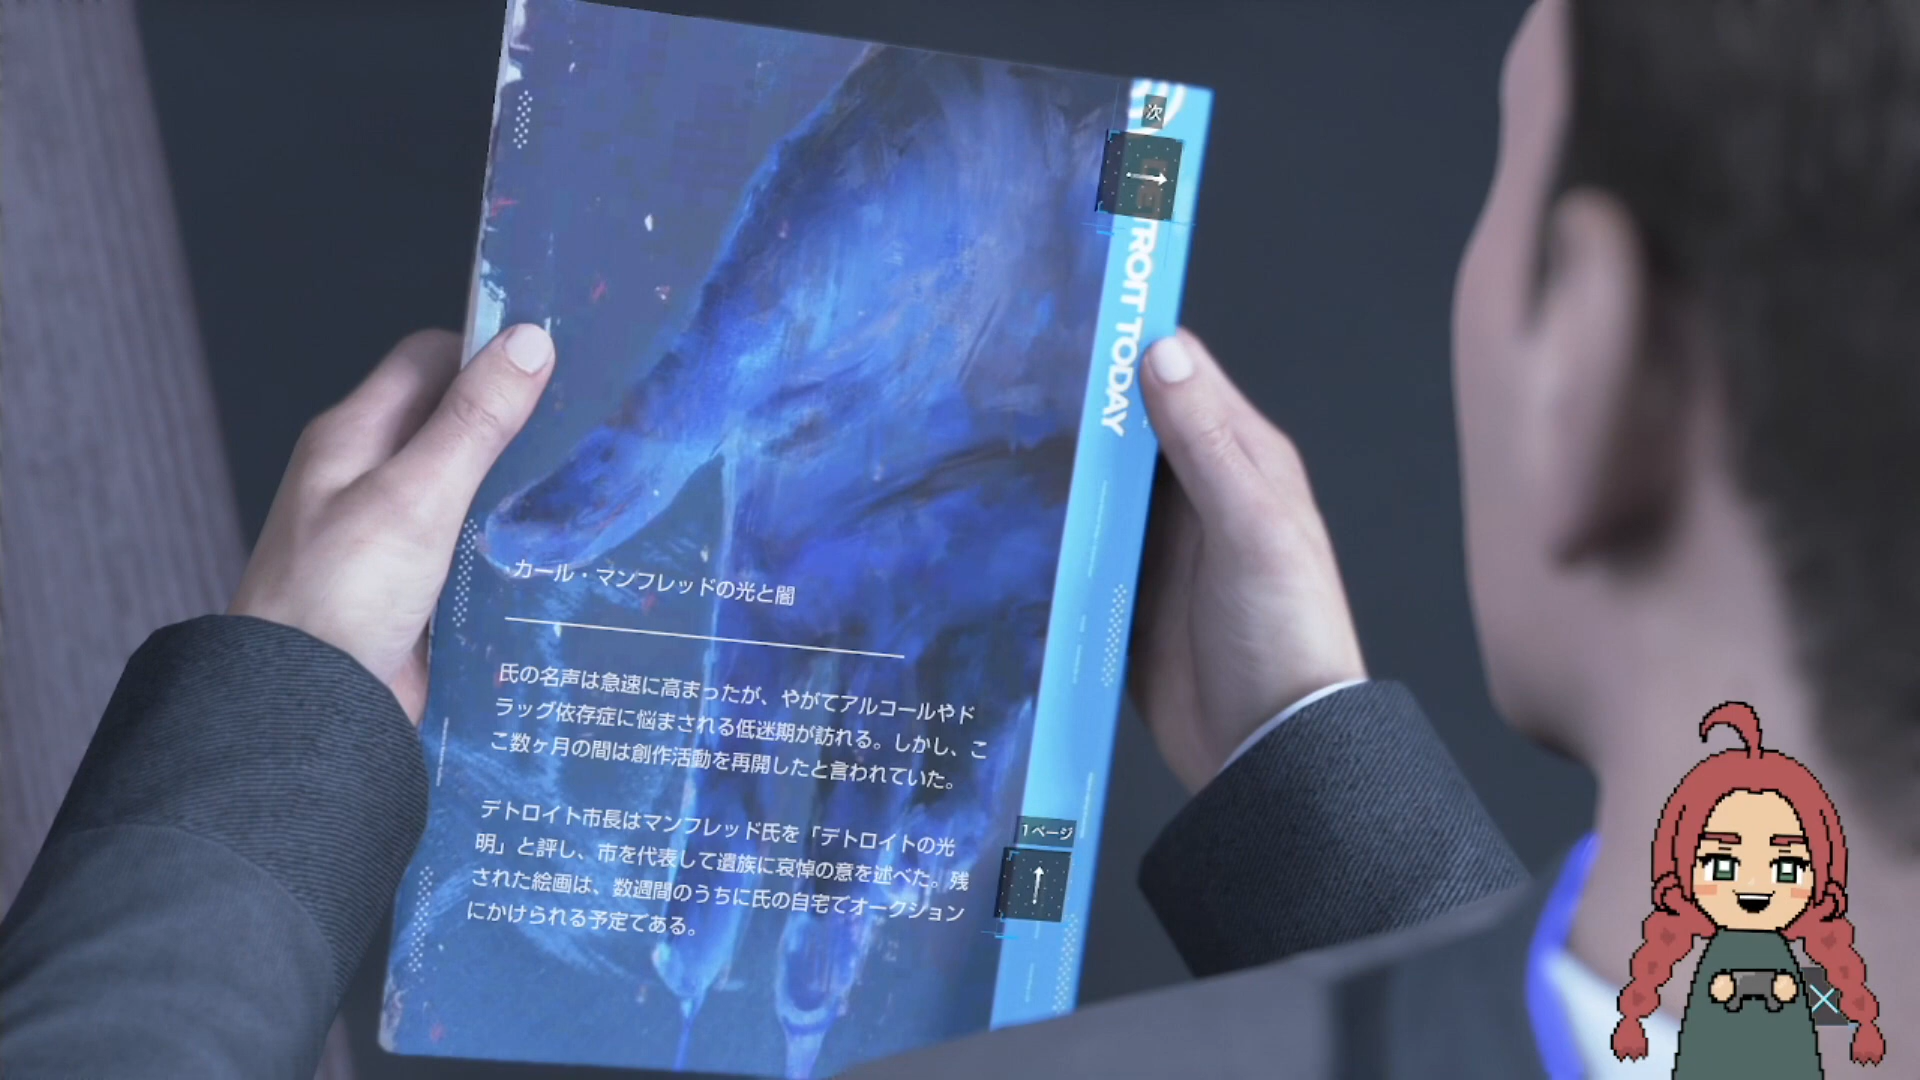 次
TROIT TODAY
カール・マンフレッドの光と闇
氏の名声は急速に高まったが、やがてアルコールやド
ラッグ依存症に悩まされる低迷期が訪れる。しかし、こ
こ数ヶ月の間は創作活動を再開したと言われていた。
デトロイト市長はマンフレッド氏を「デトロイトの光
明」と評し、市を代表して遺族に哀悼の意を述べた。残
された絵画は、数週間のうちに氏の自宅でオークション
にかけられる予定である。
1ページ